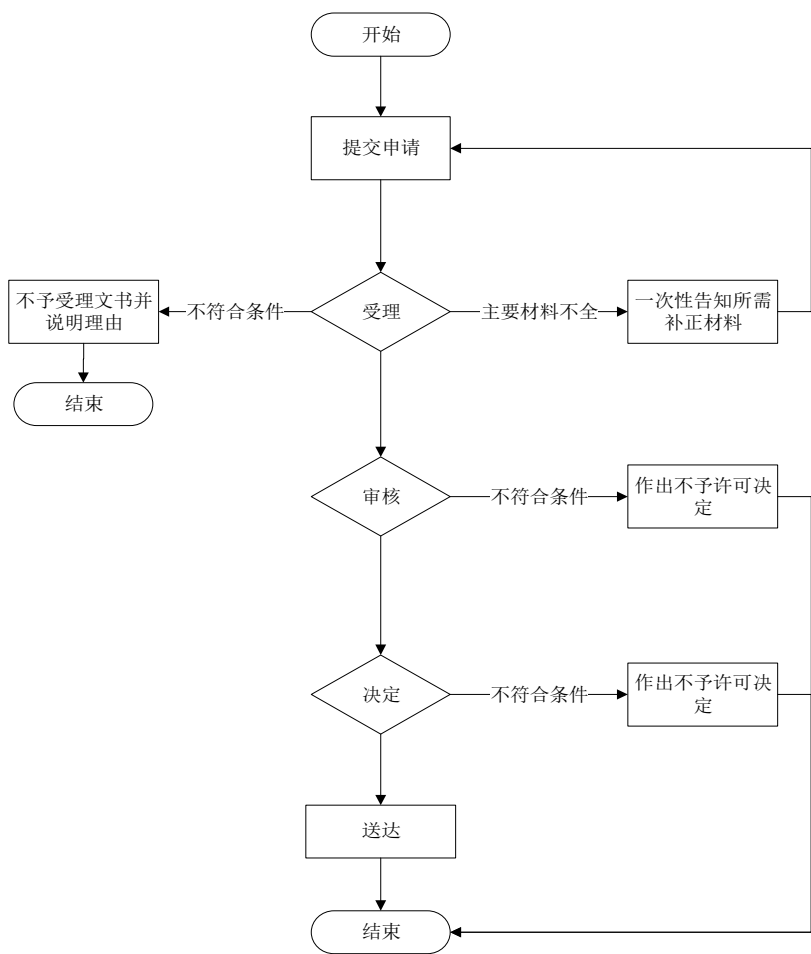 开始
提交申请
不予受理文书并
说明理由
不符合条件
受理
主要材料不全
一次性告知所需
补正材料
结束
审核
不符合条件
作出不予许可决
定
决定
不符合条件
作出不予许可决
定
送达
结束